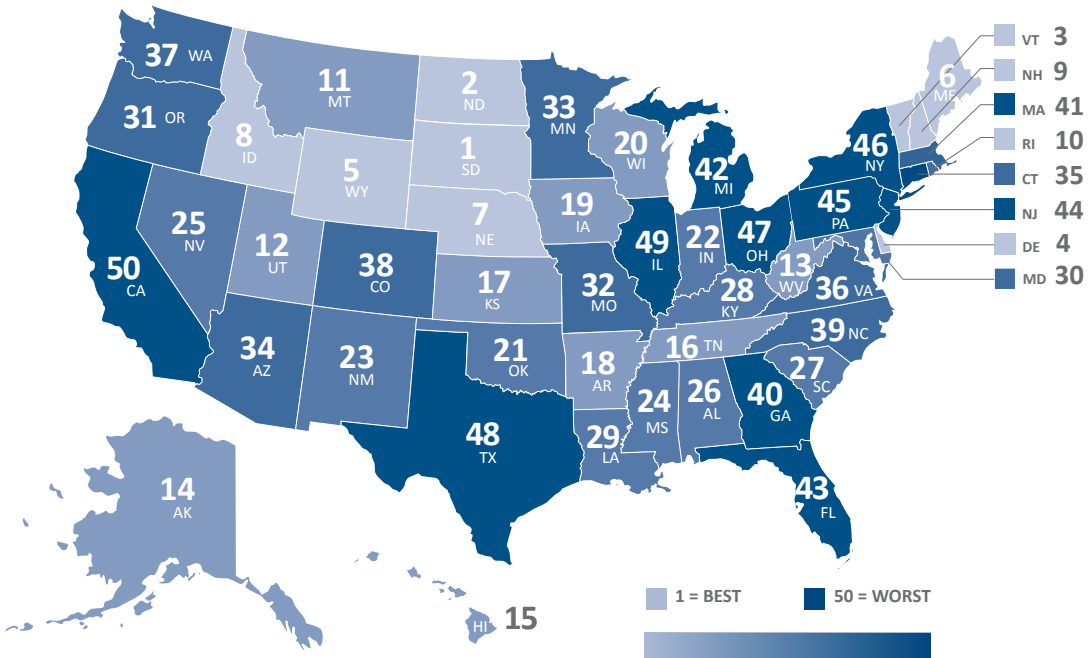 37 WA
31 OR
50
CA
25
NV
8
ID
11
MT
5
WY
12
UT
34
AZ
38
CO
23
NM
2
ND
1
SD
7
NE
17
KS
21
OK
48
TX
33
MN
19
IA
32
MO
18
AR
29
LA
20
WI
49
IL
42
MI
22
IN
47
OH
28
KY
16 TN
24
MS
26
AL
40
GA
43
FL
27
SC
39 NC
36 VA
13
WV
45
PA
46
NY
6
ME
VT 3
NH 9
MA 41
RI 10
CT 35
NJ 44
DE 4
MD 30
14
AK
HI 15
1 = BEST
50 = WORST